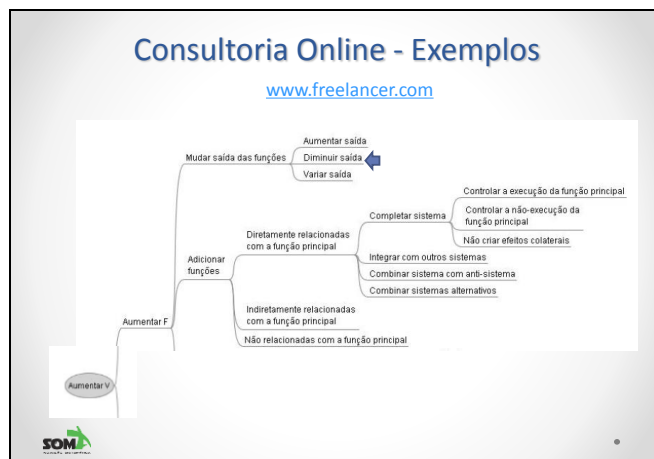 Consultoria Online - Exemplos
www.freelancer.com
Aumentar saída
Mudar saída das funções
Diminuir saída
Variar saída
Controlar a execução da função principal
Completar sistema
Controlar a não-execução da
função principal
Não criar efeitos colaterais
Diretamente relacionadas
com a função principal
Adicionar
funções
Integrar com outros sistemas
Combinar sistema com anti-sistema
Combinar sistemas alternativos
Indiretamente relacionadas
com a função principal
Aumentar F
Não relacionadas com a função principal
Aumentar V
SOM